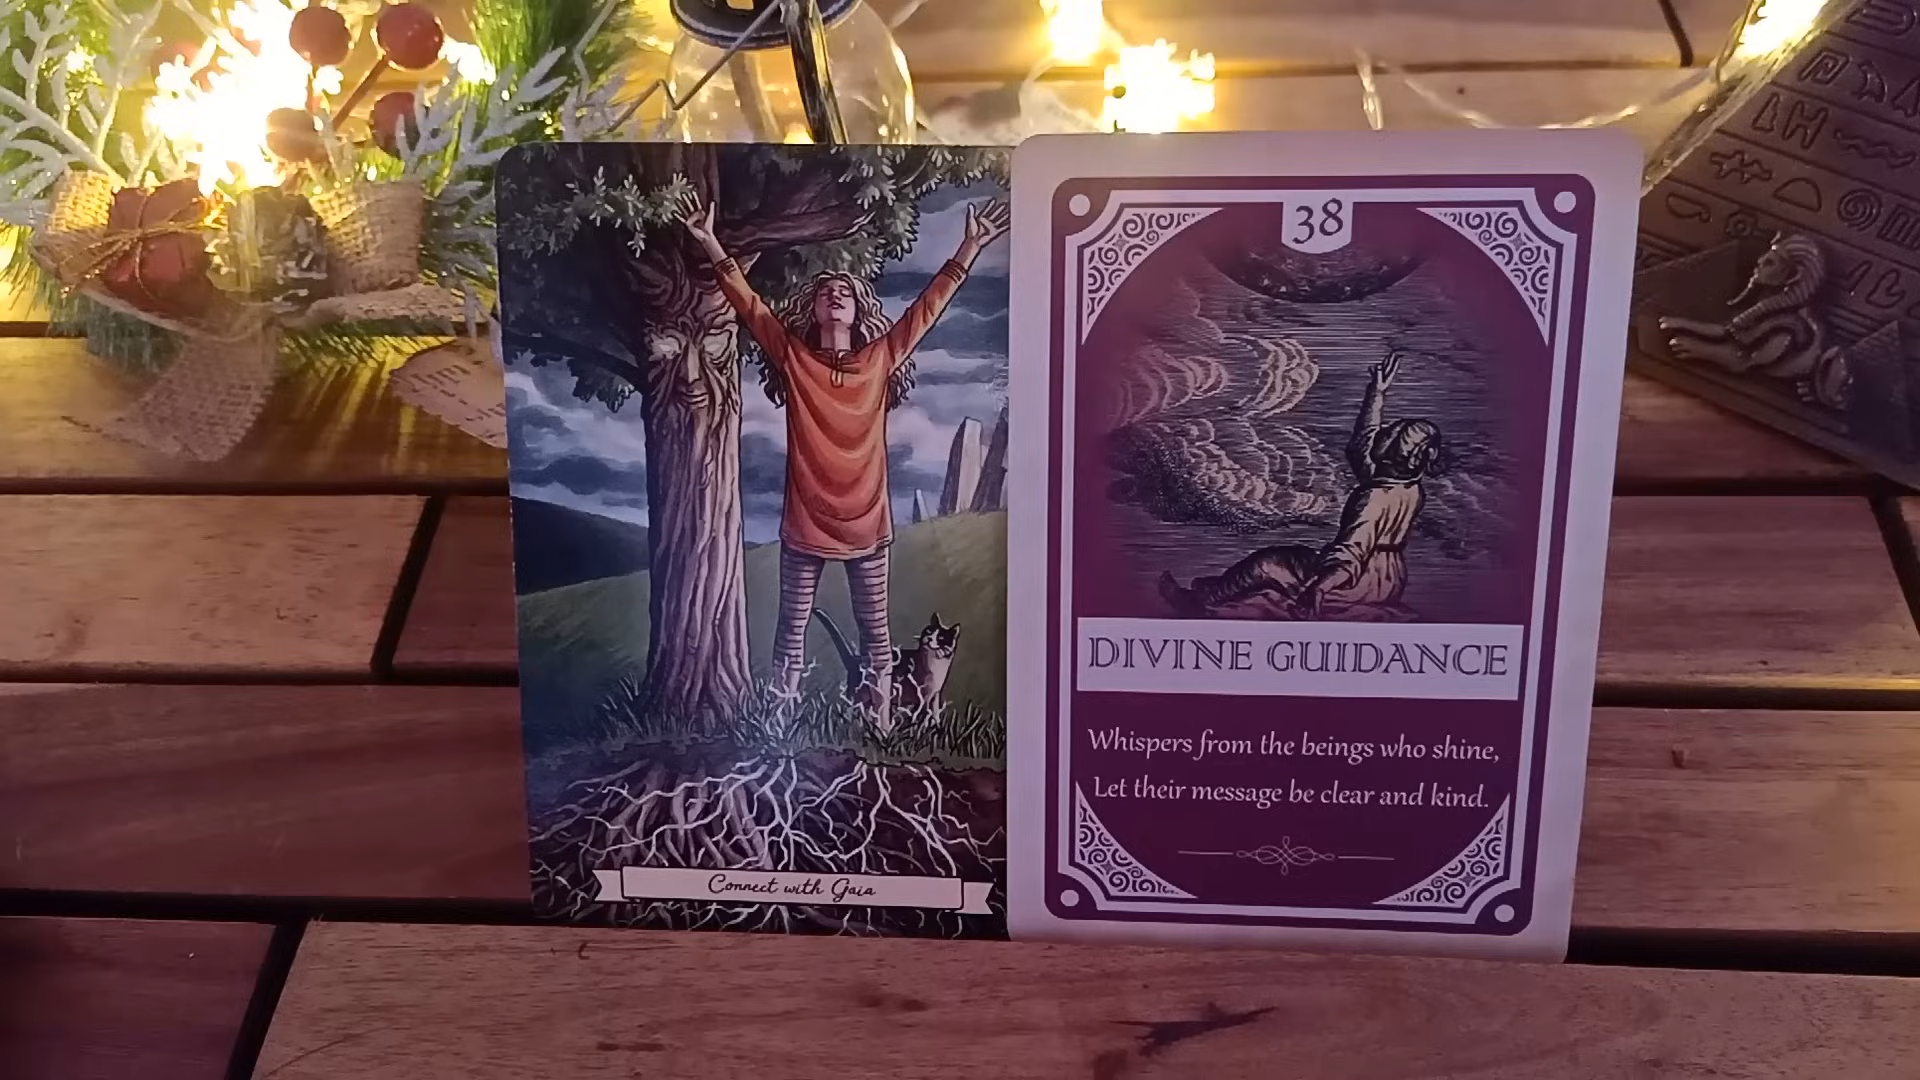 Connect with Gaia
38
DIVINE GUIDANCE
Whispers from the beings who shine,
Let their message be clear and kind.